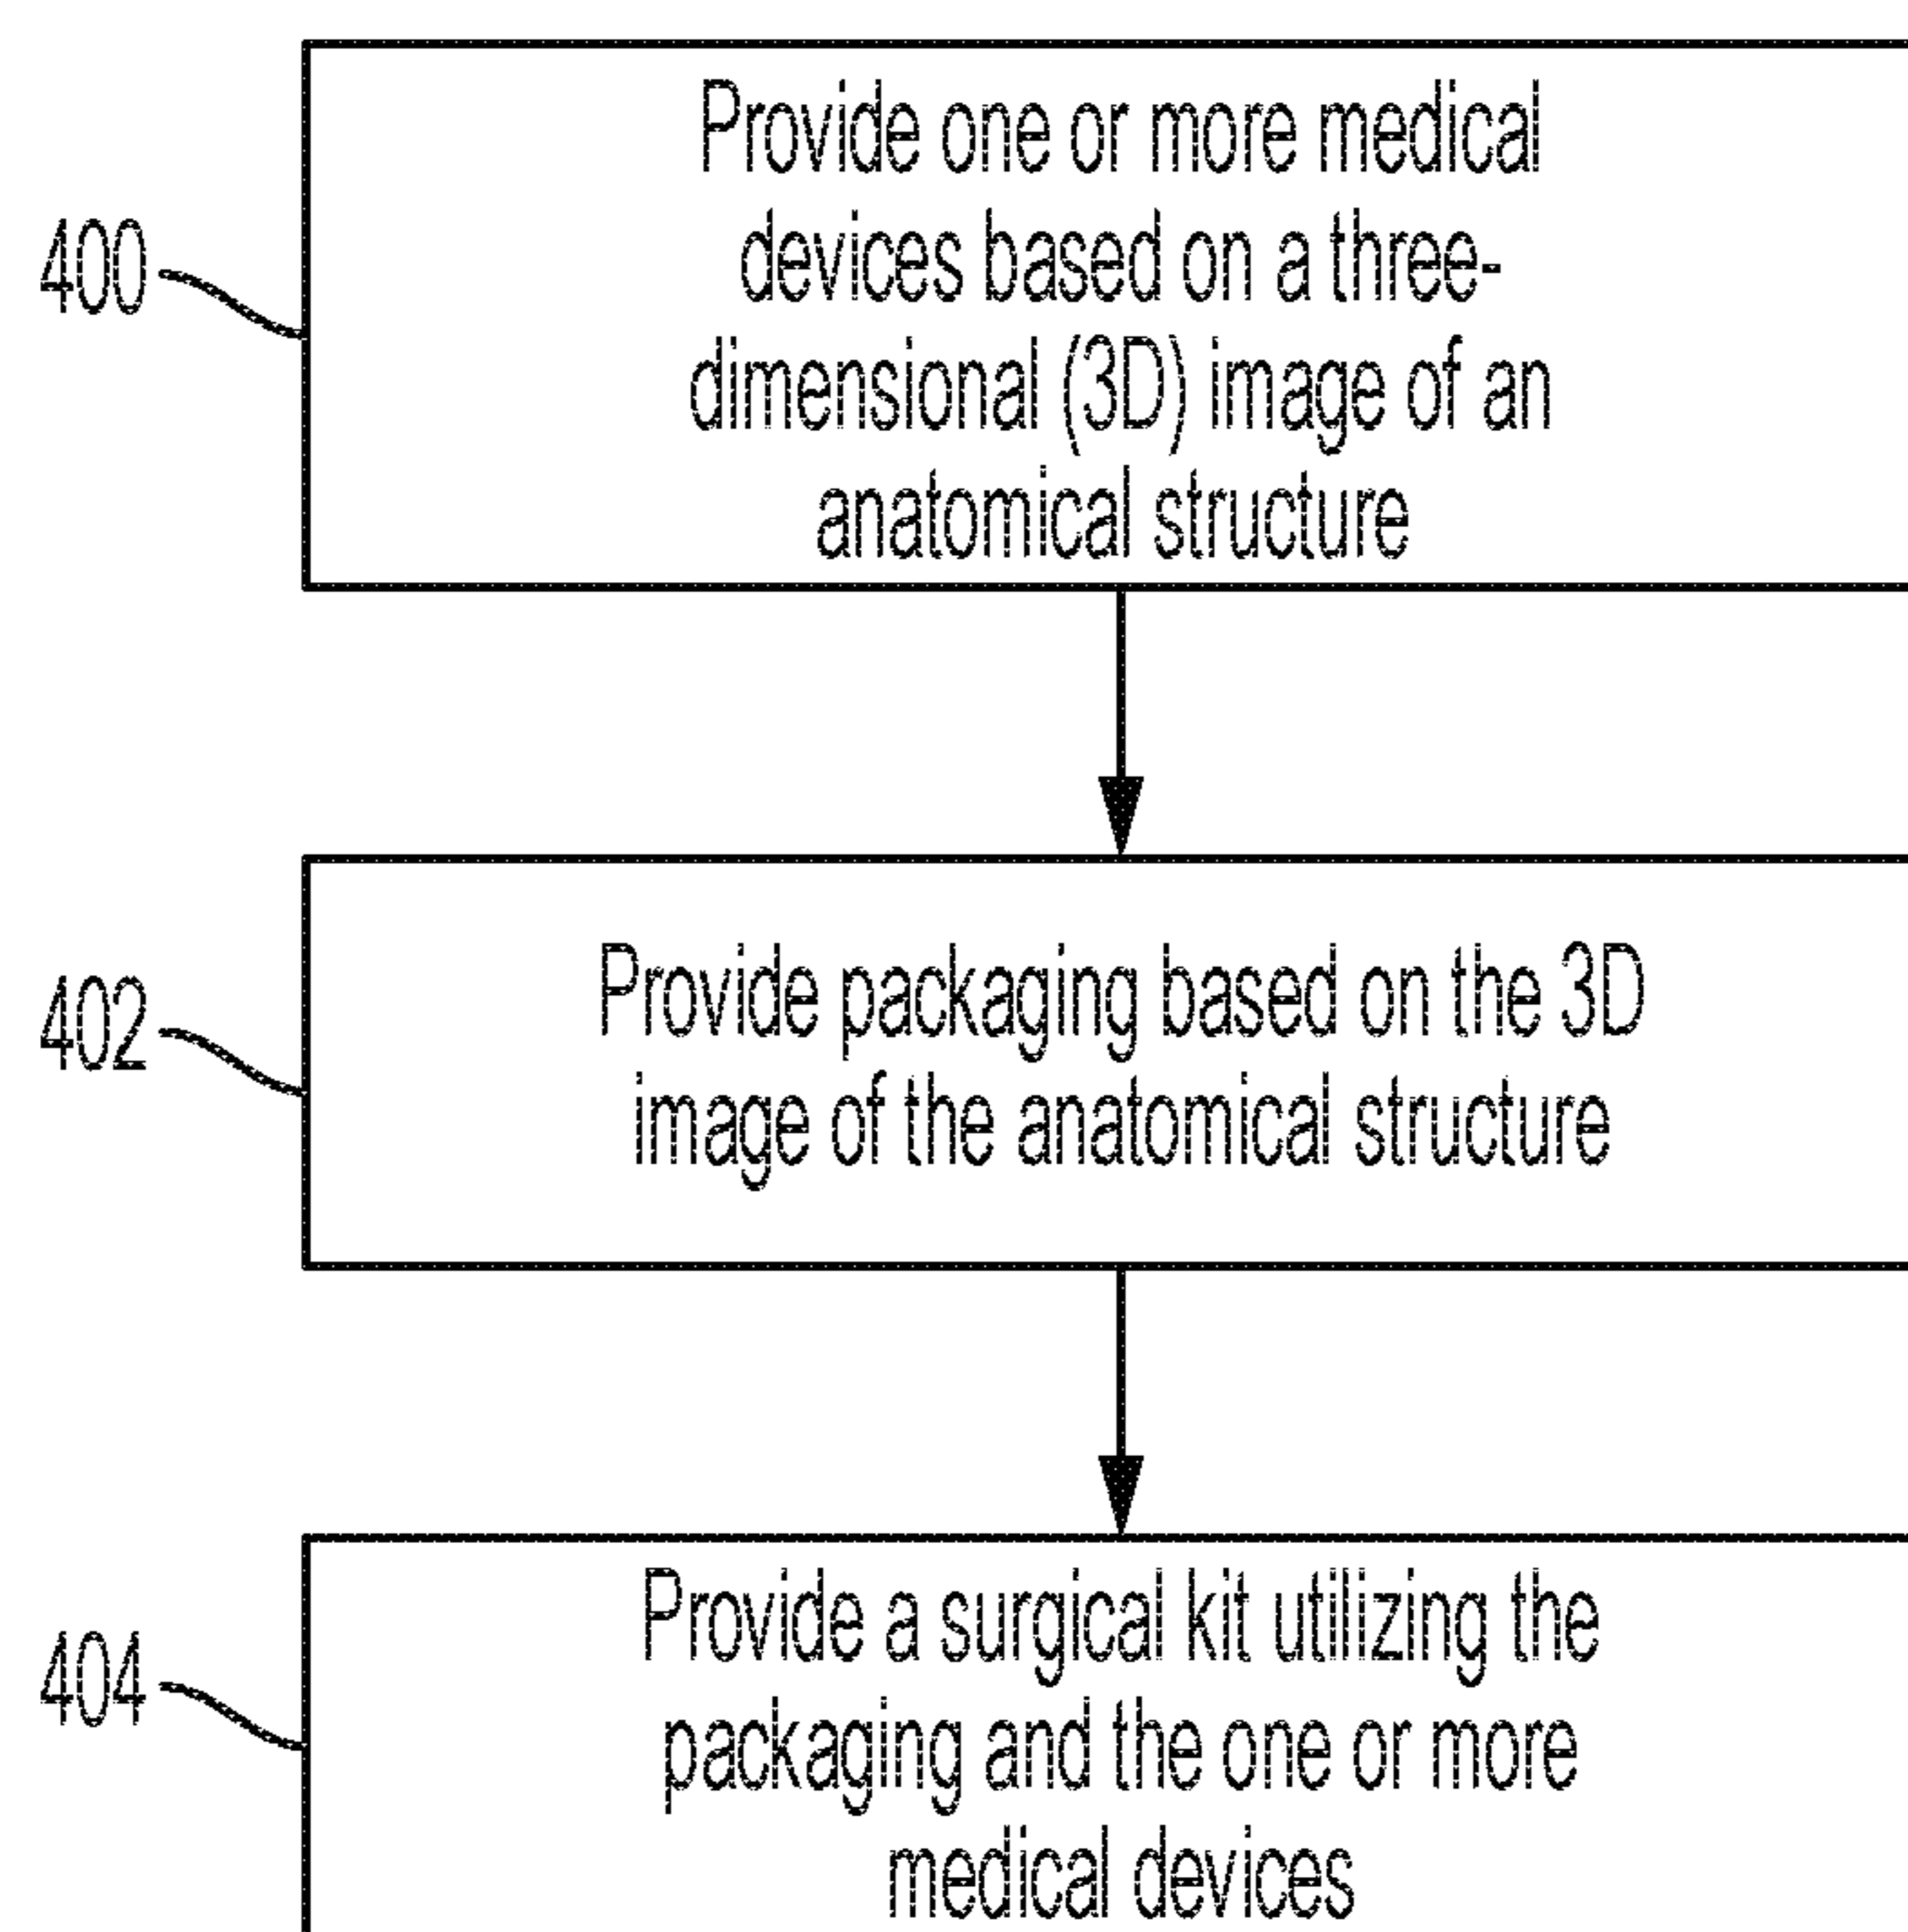 Provide one or more medical
devices based on a three-
400
dimensional (3D) image of an
anatomical structure
Provide packaging based on the 3D
402
image of the anatomical structure
Provide a surgical kit utilizing the
404
packaging and the one or more
medical devices